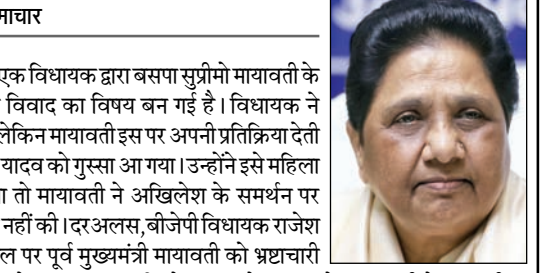 माचार
एक विधायक द्वारा बसपा सुप्रीमो मायावती के
विवाद का विषय बन गई है। विधायक ने
लेकिन मायावती इस पर अपनी प्रतिक्रिया देती
यादव को गुस्सा आ गया। उन्होंने इसे महिला
तो मायावती ने अखिलेश के समर्थन पर
नहीं की। दरअलस, बीजेपी विधायक राजेश
पर पूर्व मुख्यमंत्री मायावती को भ्रष्टाचारी